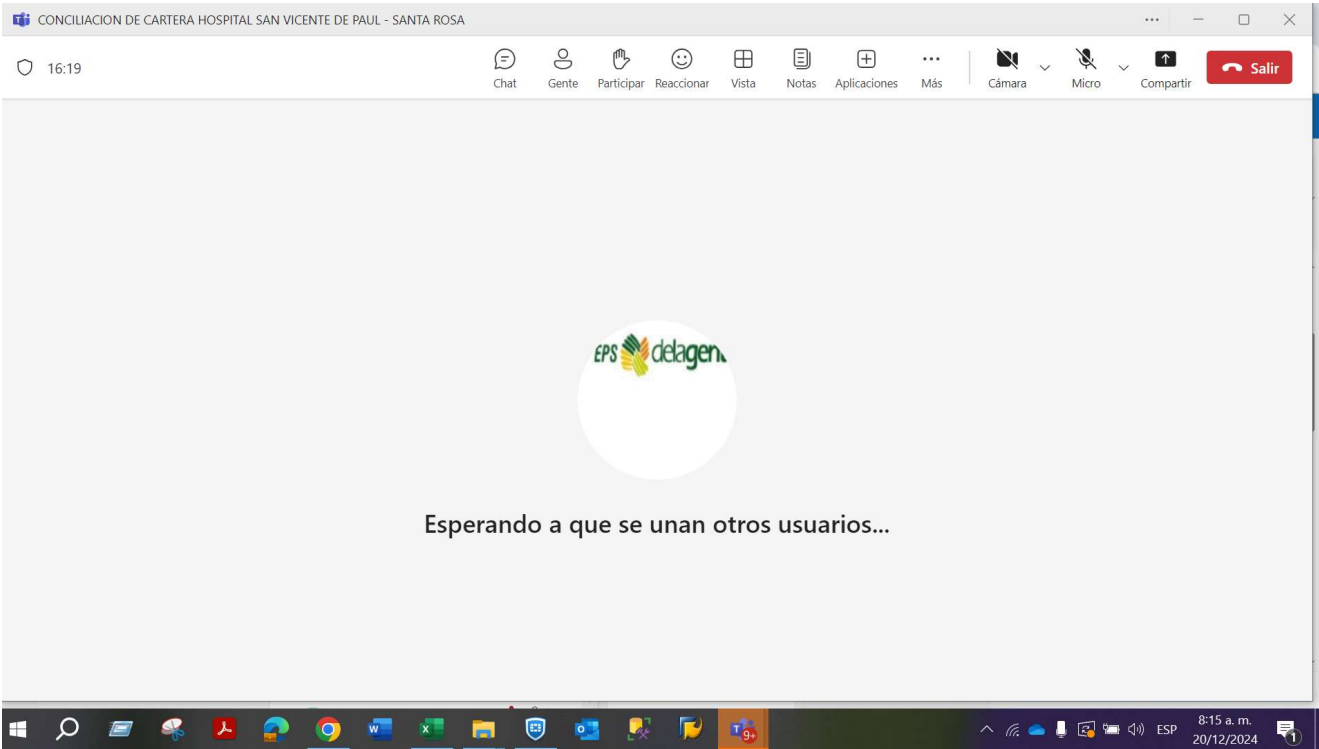 CONCILIACION DE CARTERA HOSPITAL SAN VICENTE DE PAUL - SANTA ROSA
16:19
Chat
Gente
Participar
Reaccionar
Vista
Notas
Aplicaciones
Más
Cámara
Micro
Compartir
Salir
EPS delagen
Esperando a que se unan otros usuarios...
9+
ESP
8:15 a. m.
20/12/2024
1